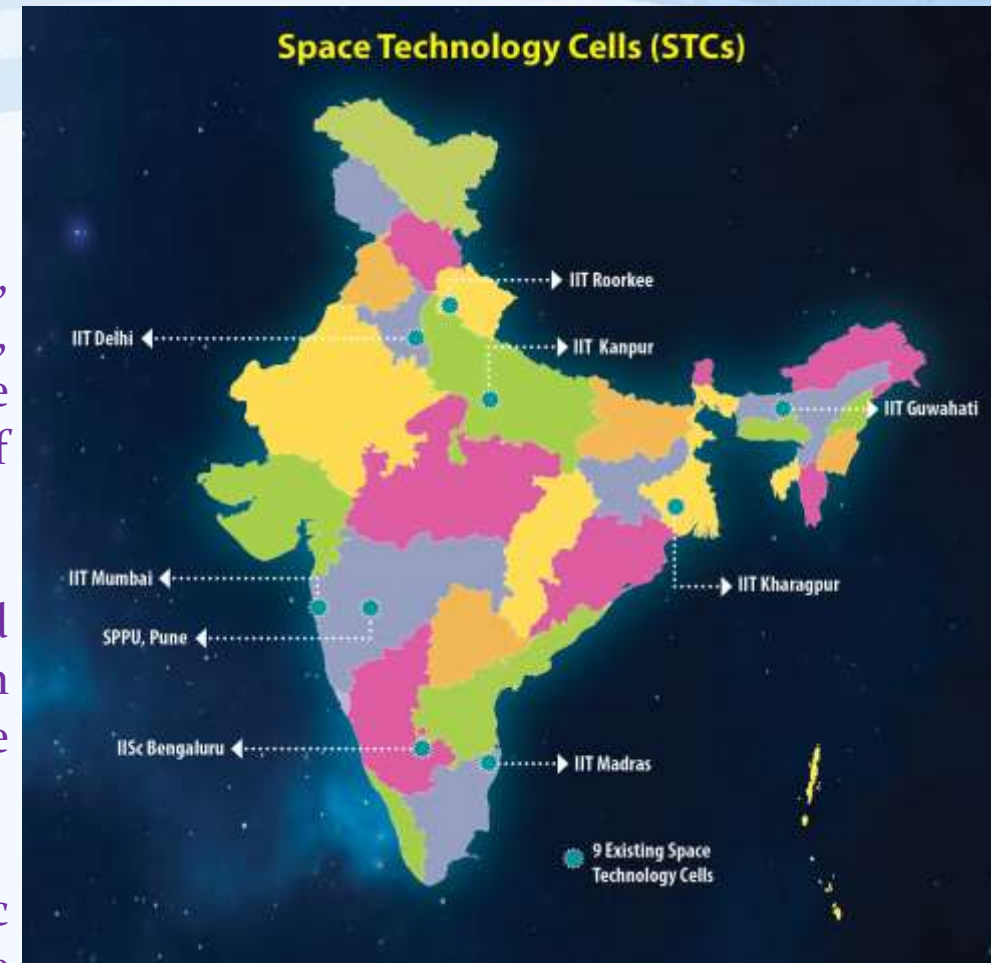 Space Technology Cells (STCs)
IIT Roorkee
IIT Delhi
IIT Kanpur
IIT Guwahati
IIT Mumbai
IIT Kharagpur
SPPU, Pune
IISc Bengaluru
IIT Madras
9 Existing Space
Technology Cells